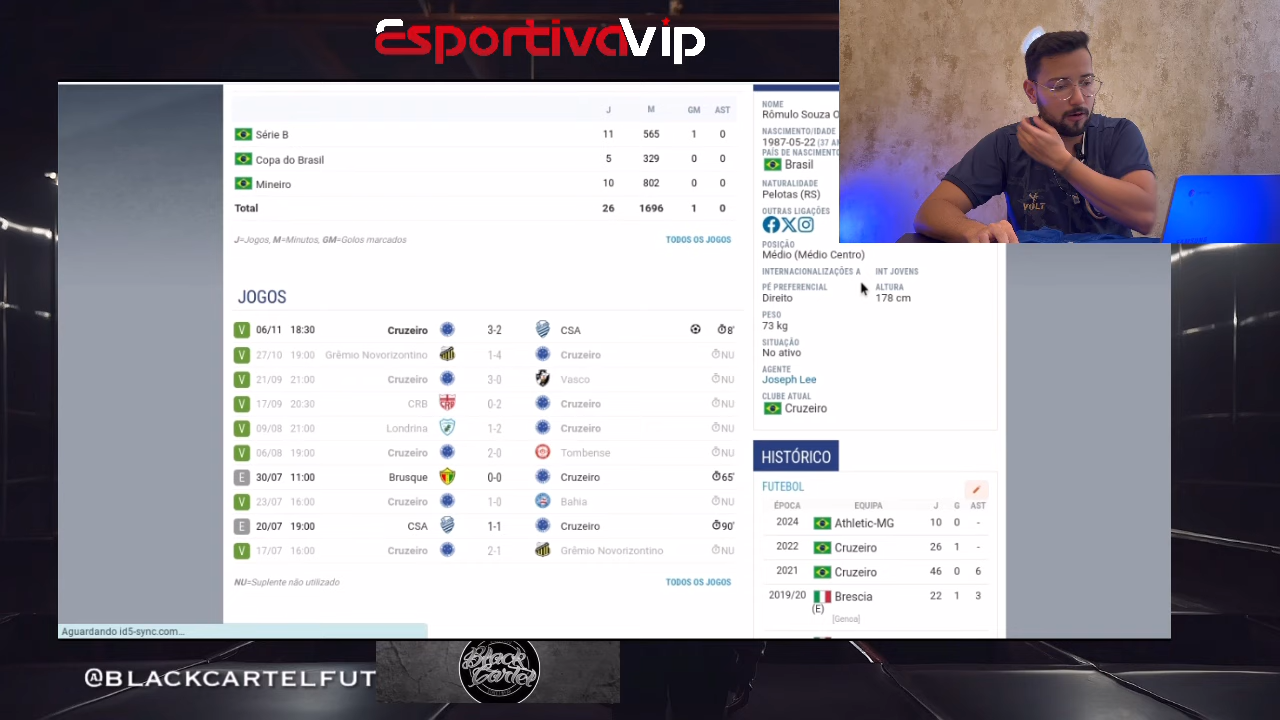 EsportivaVip
J M GM AST
Série B 11 565 1 0
Copa do Brasil 5 329 0 0
Mineiro 10 802 0 0
Total 26 1696 1 0
J=Jogos, M=Minutos, GM=Golos marcados TODOS OS JOGOS
JOGOS
V 06/11 18:30 Cruzeiro 3-2 CSA 8'
V 27/10 19:00 Grêmio Novorizontino 1-4 Cruzeiro NU
V 21/09 21:00 Cruzeiro 3-0 Vasco NU
V 17/09 20:30 CRB 0-2 Cruzeiro NU
V 09/08 21:00 Londrina 1-2 Cruzeiro NU
V 06/08 19:00 Cruzeiro 2-0 Tombense NU
E 30/07 11:00 Brusque 0-0 Cruzeiro 65'
V 23/07 16:00 Cruzeiro 1-0 Bahia NU
E 20/07 19:00 CSA 1-1 Cruzeiro 90'
V 17/07 16:00 Cruzeiro 2-1 Grêmio Novorizontino NU
NU=Suplente não utilizado TODOS OS JOGOS
Aguardando id5-sync.com...
NOME
Rômulo Souza
NASCIMENTO/IDADE
1987-05-22 (37
PAÍS DE NASCIMENTO
Brasil
NATURALIDADE
Pelotas (RS)
OUTRAS LIGAÇÕES
POSIÇÃO
Médio (Médio Centro)
INTERNACIONALIZAÇÕES A INT JOVENS
PÉ PREFERENCIAL ALTURA
Direito 178 cm
PESO
73 kg
SITUAÇÃO
No ativo
AGENTE
Joseph Lee
CLUBE ATUAL
Cruzeiro
HISTÓRICO
FUTEBOL
ÉPOCA EQUIPA J G AST
2024 Athletic-MG 10 0 -
2022 Cruzeiro 26 1 -
2021 Cruzeiro 46 0 6
2019/20 Brescia 22 1 3
(E)
[Genoa]
VOLT
@BLACKCARTELFUT
Black
Cartel